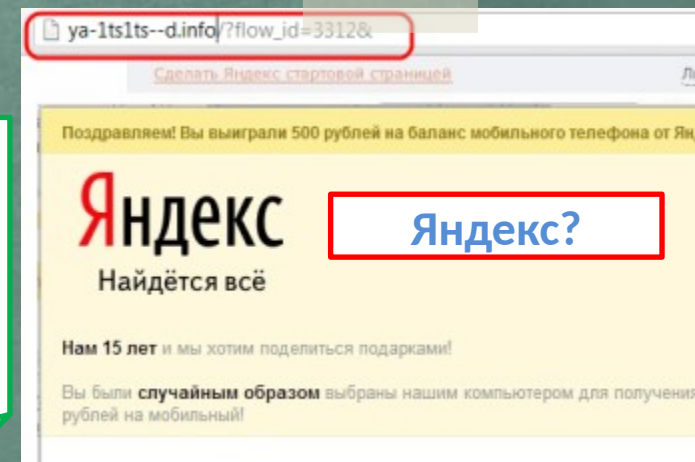 ya-1ts1ts--d.info/?flow_id=3312&
Сделать Яндекс стартовой страницей
Поздравляем! Вы выиграли 500 рублей на баланс мобильного телефона от
Яндекс
Яндекс?
Найдётся всё
Нам 15 лет и мы хотим поделиться подарками!
Вы были случайным образом выбраны нашим компьютером для получения
рублей на мобильный!